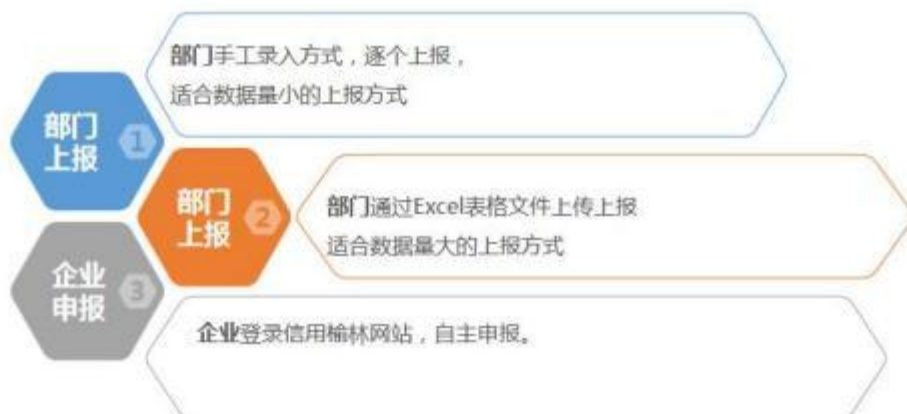 部门手工录入方式，逐个上报，
适合数据量小的上报方式
部门
上报
1
部门
上报
2
部门通过Excel表格文件上传上报
适合数据量大的上报方式
企业
申报
3
企业登录信用榆林网站，自主申报。